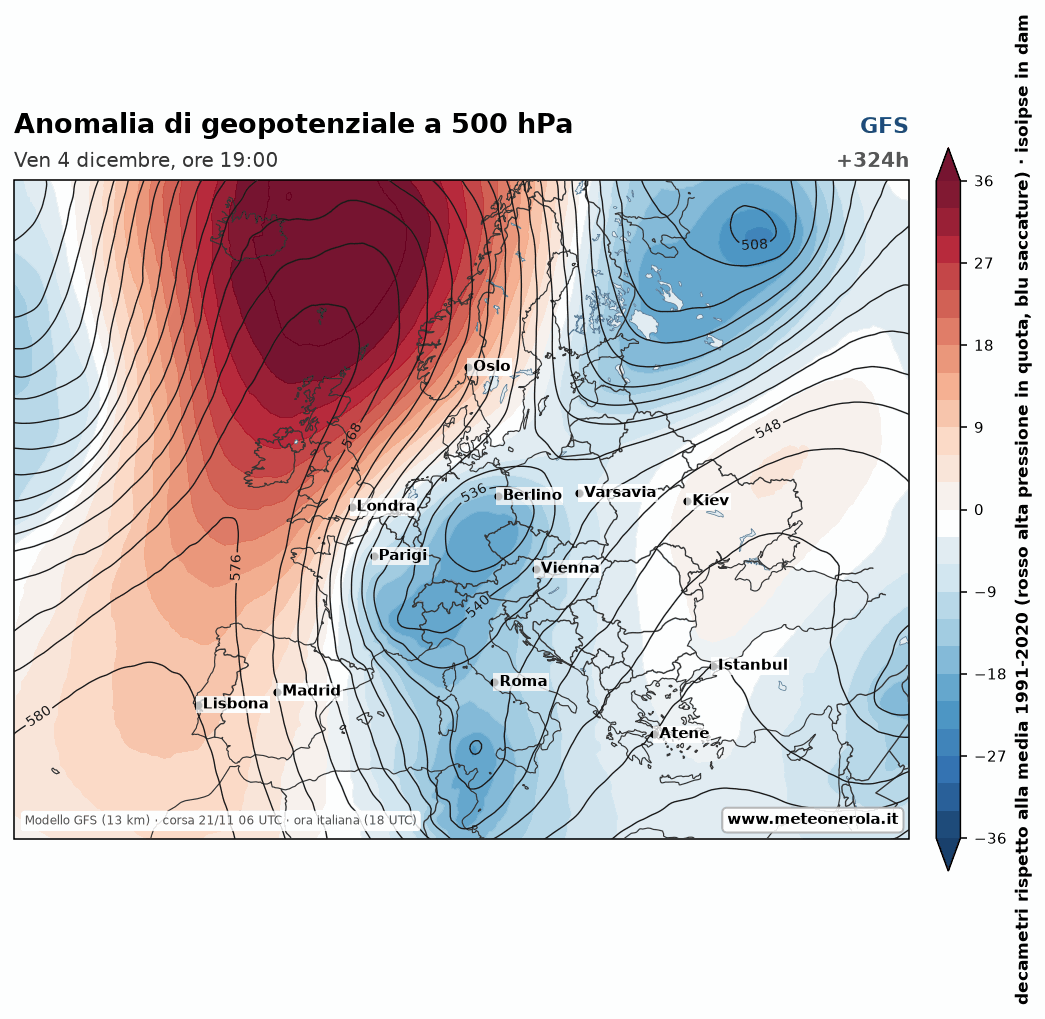 Anomalia di geopotenziale a 500 hPa
GFS
Ven 4 dicembre, ore 19:00
+324h
508
Oslo
568
548
536
Berlino
Varsavia
Kiev
Londra
Parigi
576
Vienna
540
Istanbul
Roma
Madrid
Lisbona
580
Atene
Modello GFS (13 km) · corsa 21/11 06 UTC · ora italiana (18 UTC)
www.meteonerola.it
36
27
18
9
0
−9
−18
−27
−36
decametri rispetto alla media 1991-2020 (rosso alta pressione in quota, blu saccature) · isoipse in dam